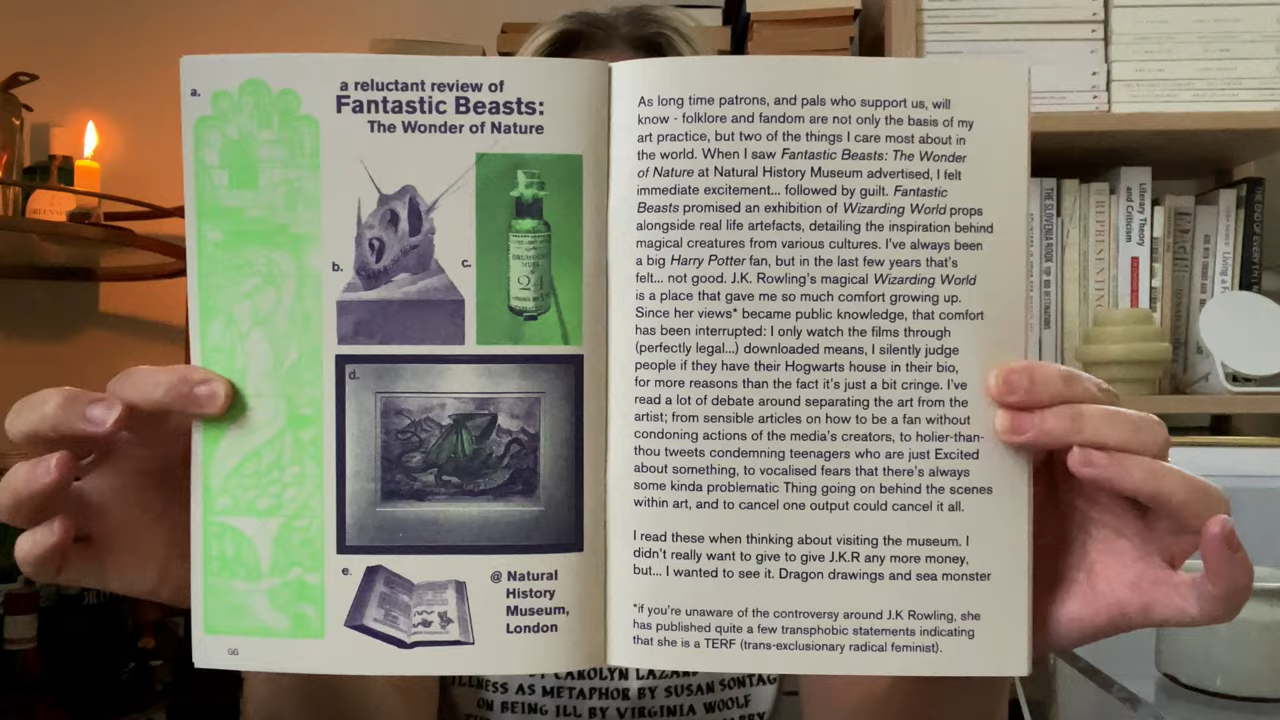 a.
a reluctant review of
Fantastic Beasts:
The Wonder of Nature
b.
c.
24
d.
e.
@ Natural
History
Museum,
London
GG
As long time patrons, and pals who support us, will
know - folklore and fandom are not only the basis of my
art practice, but two of the things I care most about in
the world. When I saw Fantastic Beasts: The Wonder
of Nature at Natural History Museum advertised, I felt
immediate excitement... followed by guilt. Fantastic
Beasts promised an exhibition of Wizarding World props
alongside real life artefacts, detailing the inspiration behind
magical creatures from various cultures. I've always been
a big Harry Potter fan, but in the last few years that's
felt... not good. J.K. Rowling's magical Wizarding World
is a place that gave me so much comfort growing up.
Since her views* became public knowledge, that comfort
has been interrupted: I only watch the films through
(perfectly legal...) downloaded means, I silently judge
people if they have their Hogwarts house in their bio,
for more reasons than the fact it's just a bit cringe. I've
read a lot of debate around separating the art from the
artist; from sensible articles on how to be a fan without
condoning actions of the media's creators, to holier-than-
thou tweets condemning teenagers who are just Excited
about something, to vocalised fears that there's always
some kinda problematic Thing going on behind the scenes
within art, and to cancel one output could cancel it all.
I read these when thinking about visiting the museum. I
didn't really want to give to give J.K.R any more money,
but... I wanted to see it. Dragon drawings and sea monster
*if you're unaware of the controversy around J.K Rowling, she
has published quite a few transphobic statements indicating
that she is a TERF (trans-exclusionary radical feminist).
THE SLOVENIA BOOK
REPRESENTING
Literary Theory
and Criticism
BY CAROLYN LAZARD
ILLNESS AS METAPHOR BY SUSAN SONTAG
ON BEING ILL BY VIRGINIA WOOLF